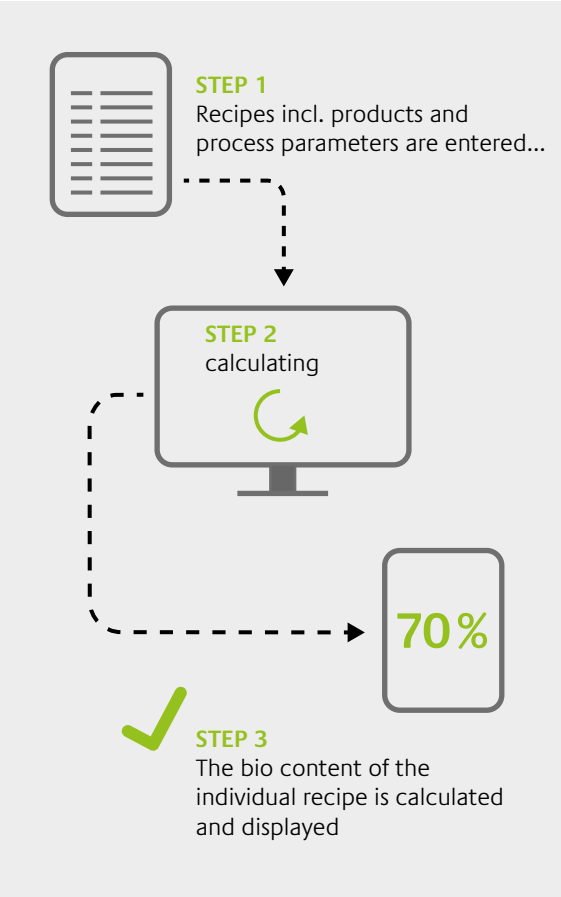 STEP 1
Recipes incl. products and
process parameters are entered...
STEP 2
calculating
70 %
STEP 3
The bio content of the
individual recipe is calculated
and displayed